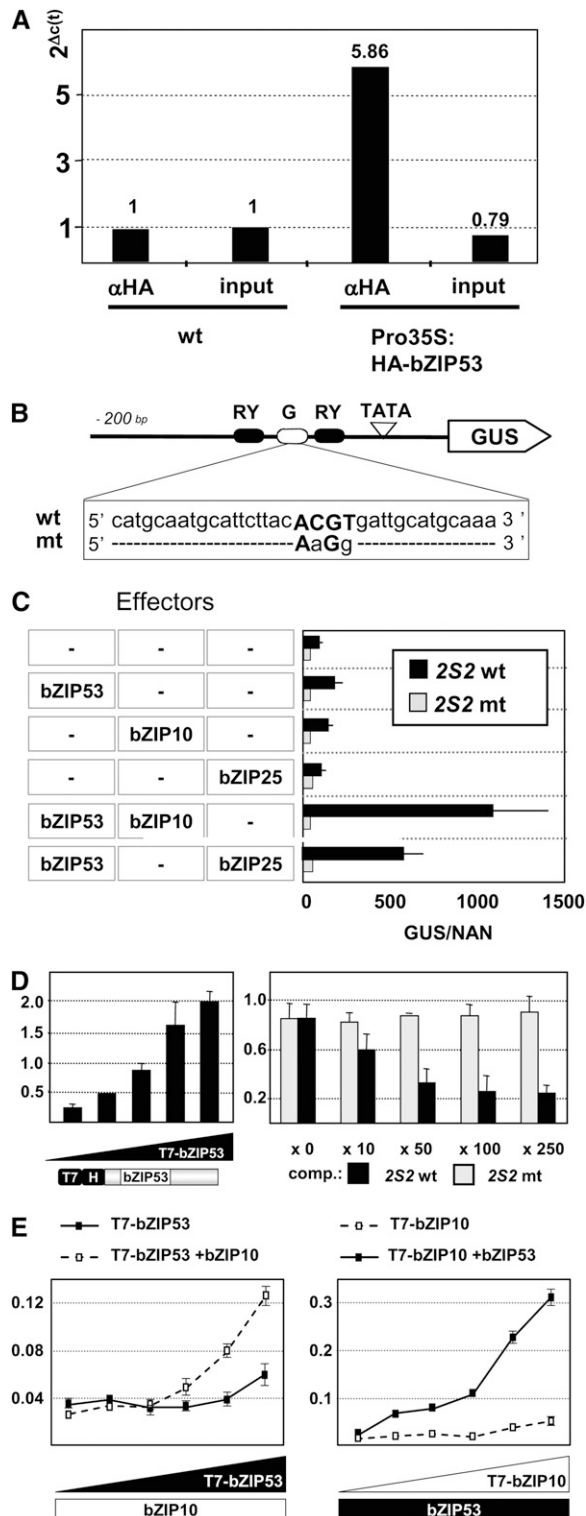 A
2^Δc(t)
5.86
5
3
1
1
1
0.79
αHA input αHA input
wt Pro35S:
HA-bZIP53
B
- 200 bp RY G RY TATA
GUS
wt 5’ catgcaatgcattcttacACGTgattgcatgcaaa 3 ’
mt 5’ ------------------AaGg--------------- 3 ’
C Effectors
- - -
bZIP53 - -
- bZIP10 -
- - bZIP25
bZIP53 bZIP10 -
bZIP53 - bZIP25
2S2 wt
2S2 mt
0 500 1000 1500
GUS/NAN
D
2.0
1.5
1.0
0.5
T7-bZIP53
T7 H bZIP53
1.0
0.6
0.2
x 0 x 10 x 50 x 100 x 250
comp.: 2S2 wt 2S2 mt
E
T7-bZIP53
T7-bZIP53 +bZIP10
0.12
0.08
0.04
T7-bZIP53
bZIP10
T7-bZIP10
T7-bZIP10 +bZIP53
0.3
0.2
0.1
T7-bZIP10
bZIP53